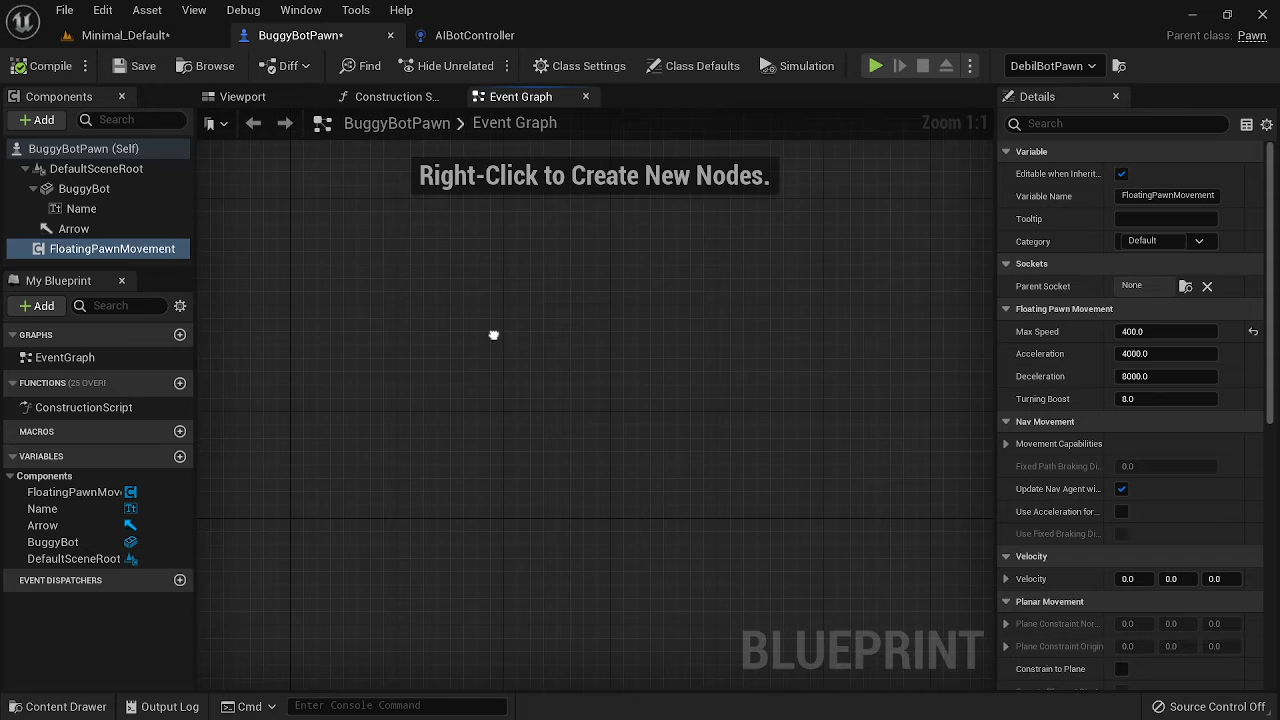 File Edit Asset View Debug Window Tools Help
Minimal_Default* BuggyBotPawn* AIBotController Parent class: Pawn
Compile Save Browse Diff Find Hide Unrelated Class Settings Class Defaults Simulation DebilBotPawn
Components Viewport Construction S... Event Graph Details
Add Search BuggyBotPawn Event Graph Zoom 1:1 Search
Right-Click to Create New Nodes.
BuggyBotPawn (Self)
DefaultSceneRoot
BuggyBot
Name
Arrow
FloatingPawnMovement
My Blueprint
Add Search
GRAPHS
EventGraph
FUNCTIONS (25 OVERI
ConstructionScript
MACROS
VARIABLES
Components
FloatingPawnMov
Name
Arrow
BuggyBot
DefaultSceneRoot
EVENT DISPATCHERS
BLUEPRINT
Variable
Editable when Inherit...
Variable Name FloatingPawnMovement
Tooltip
Category Default
Sockets
Parent Socket None
Floating Pawn Movement
Max Speed 400.0
Acceleration 4000.0
Deceleration 8000.0
Turning Boost 8.0
Nav Movement
Movement Capabilities
Fixed Path Braking Di... 0.0
Update Nav Agent wi...
Use Acceleration for...
Use Fixed Braking Di...
Velocity
Velocity 0.0 0.0 0.0
Planar Movement
Plane Constraint Nor... 0.0 0.0 0.0
Plane Constraint Origin 0.0 0.0 0.0
Constrain to Plane
Content Drawer Output Log Cmd Enter Console Command Source Control Off